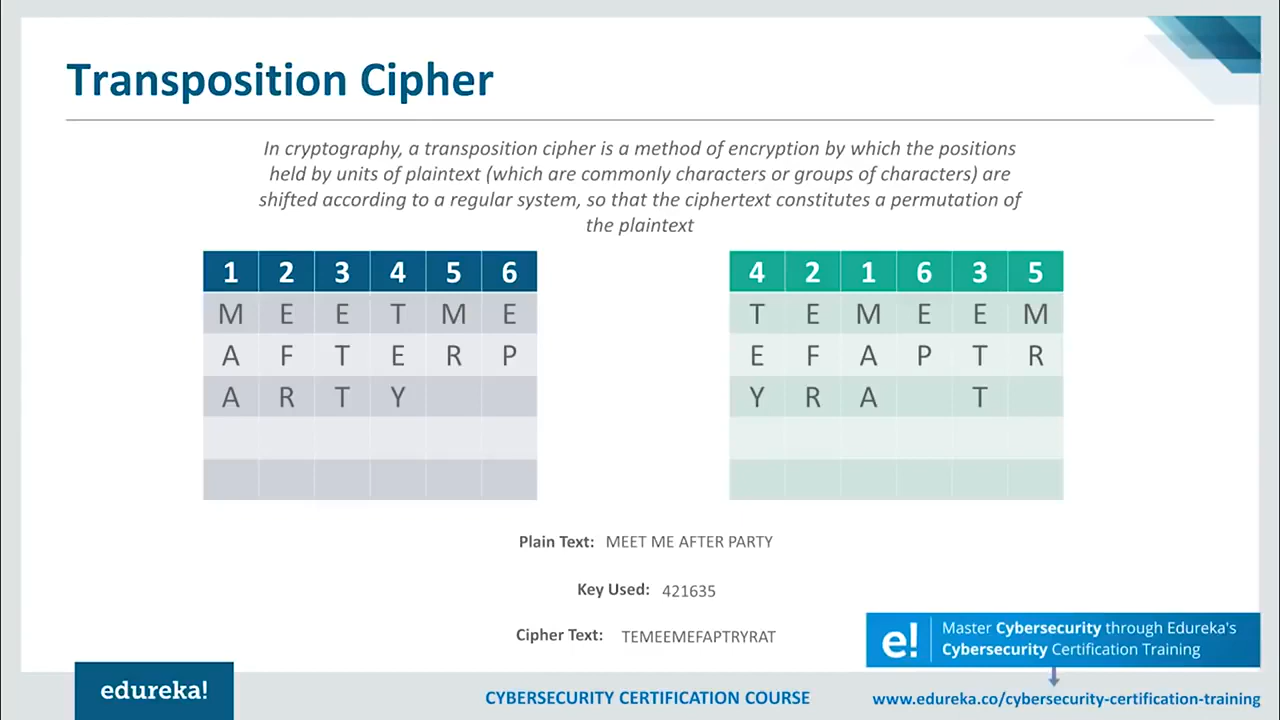 Transposition Cipher
In cryptography, a transposition cipher is a method of encryption by which the positions
held by units of plaintext (which are commonly characters or groups of characters) are
shifted according to a regular system, so that the ciphertext constitutes a permutation of
the plaintext
1 2 3 4 5 6
M E E T M E
A F T E R P
A R T Y
4 2 1 6 3 5
T E M E E M
E F A P T R
Y R A T
Plain Text: MEET ME AFTER PARTY
Key Used: 421635
Cipher Text: TEMEEMEFAPTRYRAT
e! Master Cybersecurity through Edureka's
Cybersecurity Certification Training
edureka!
CYBERSECURITY CERTIFICATION COURSE
www.edureka.co/cybersecurity-certification-training